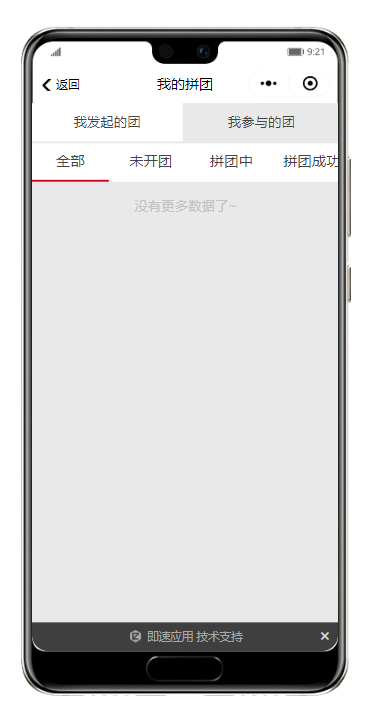 9:21
返回 我的拼团
我发起的团 我参与的团
全部 未开团 拼团中 拼团成功
没有更多数据了~
即速应用 技术支持 ×